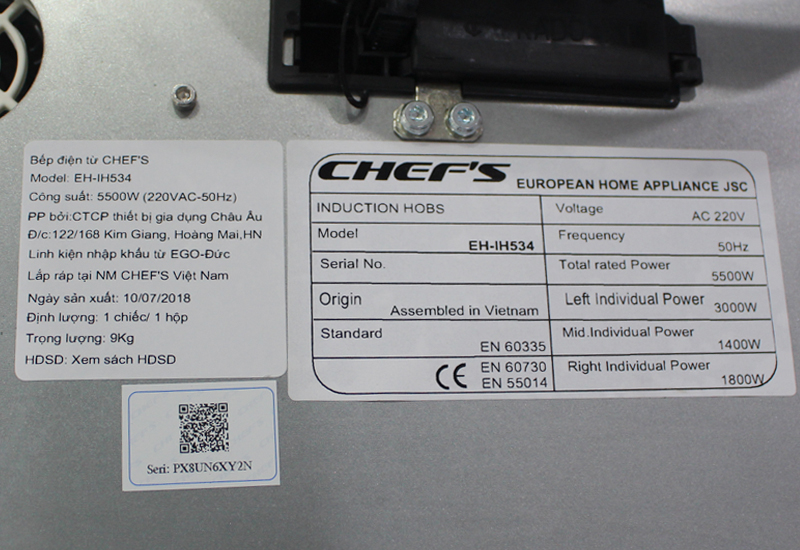 Bếp điện từ CHEF'S
Model: EH-IH534
Công suất: 5500W (220VAC-50Hz)
PP bởi:CTCP thiết bị gia dụng Châu Âu
Đ/c:122/168 Kim Giang, Hoàng Mai,HN
Linh kiện nhập khẩu từ EGO-Đức
Lắp ráp tại NM CHEF'S Việt Nam
Ngày sản xuất: 10/07/2018
Định lượng: 1 chiếc/ 1 hộp
Trọng lượng: 9Kg
HDSD: Xem sách HDSD
Seri: PX8UN6XY2N
CHEF'S EUROPEAN HOME APPLIANCE JSC
INDUCTION HOBS
Model EH-IH534
Serial No.
Origin Assembled in Vietnam
Standard EN 60335
CE EN 60730
EN 55014
Voltage AC 220V
Frequency 50Hz
Total rated Power 5500W
Left Individual Power 3000W
Mid.Individual Power 1400W
Right Individual Power 1800W